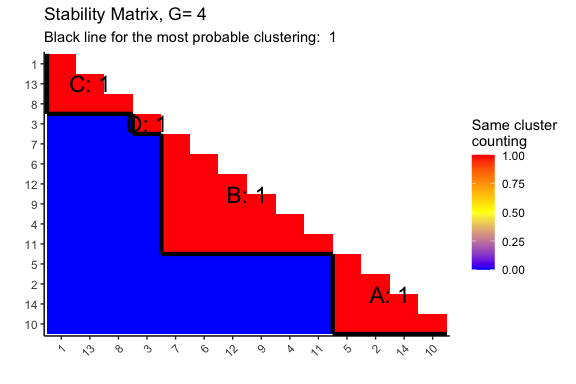 Stability Matrix, G= 4
Black line for the most probable clustering:  1
1
13
8
3
7
6
12
9
4
11
5
2
14
10
C: 1
D: 1
B: 1
A: 1
1 13 8 3 7 6 12 9 4 11 5 2 14 10
Same cluster
counting
1.00
0.75
0.50
0.25
0.00